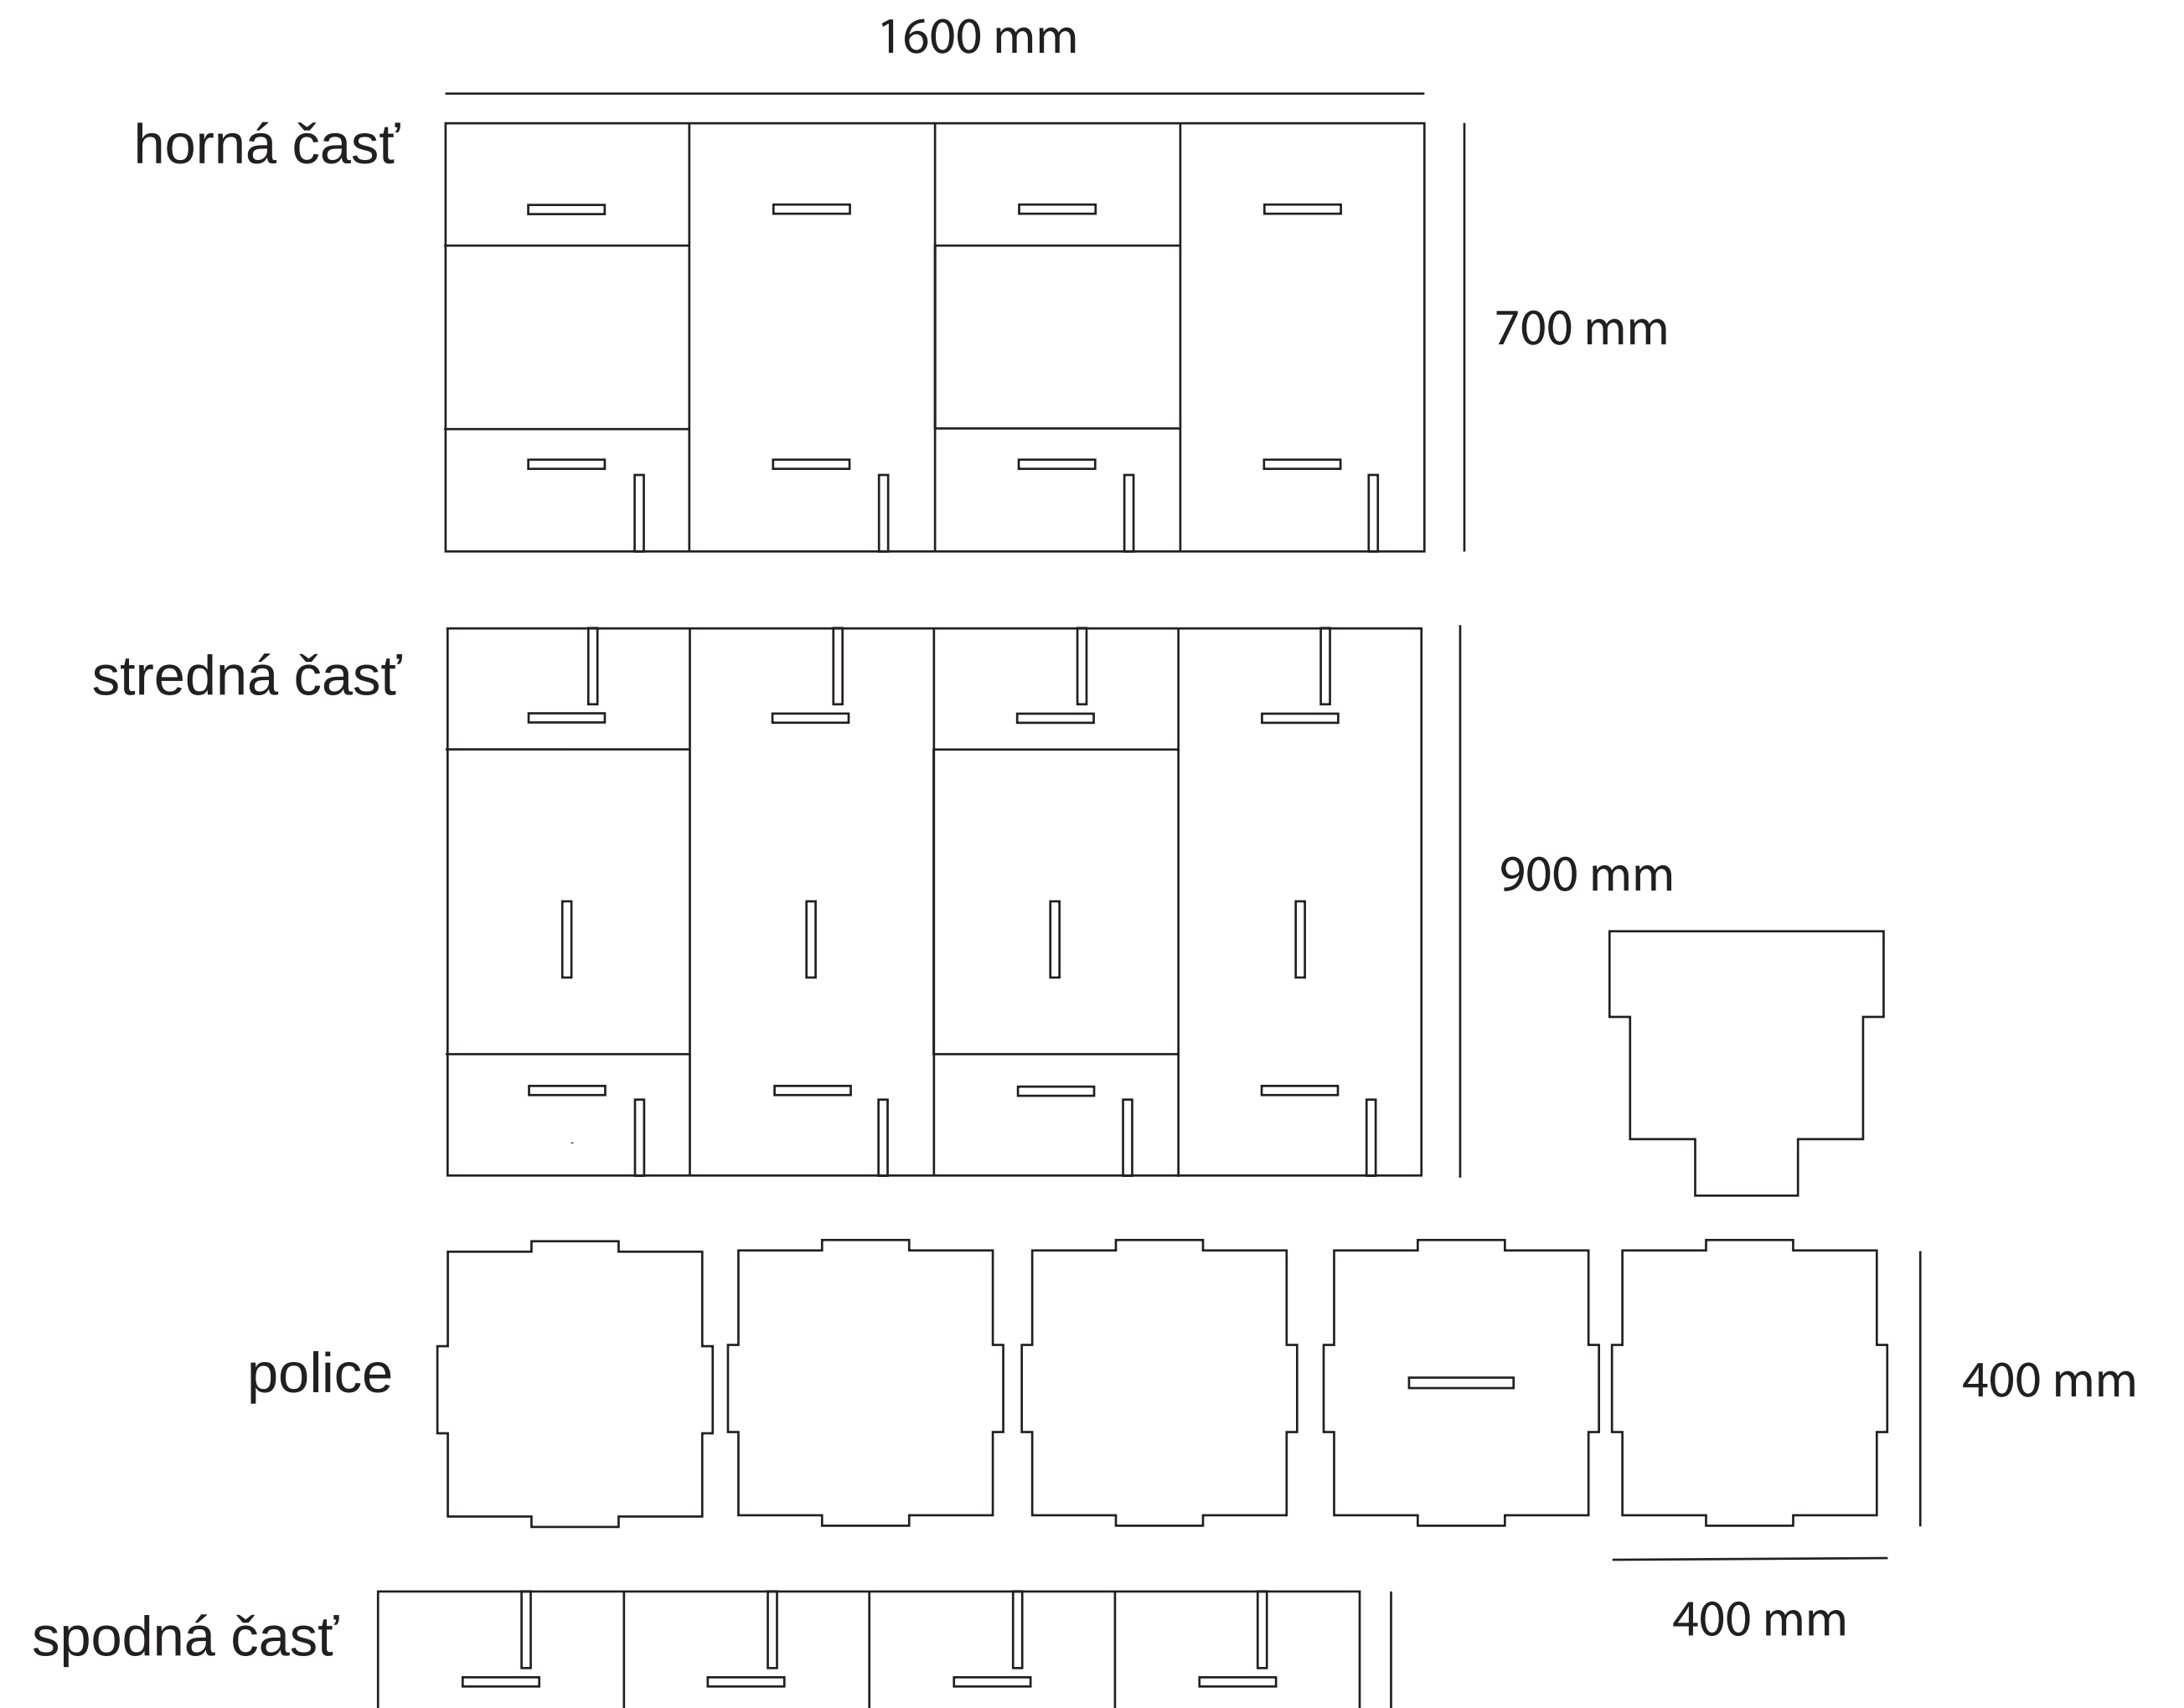 1600 mm
horná časť
700 mm
stredná časť
900 mm
police
400 mm
400 mm
spodná časť